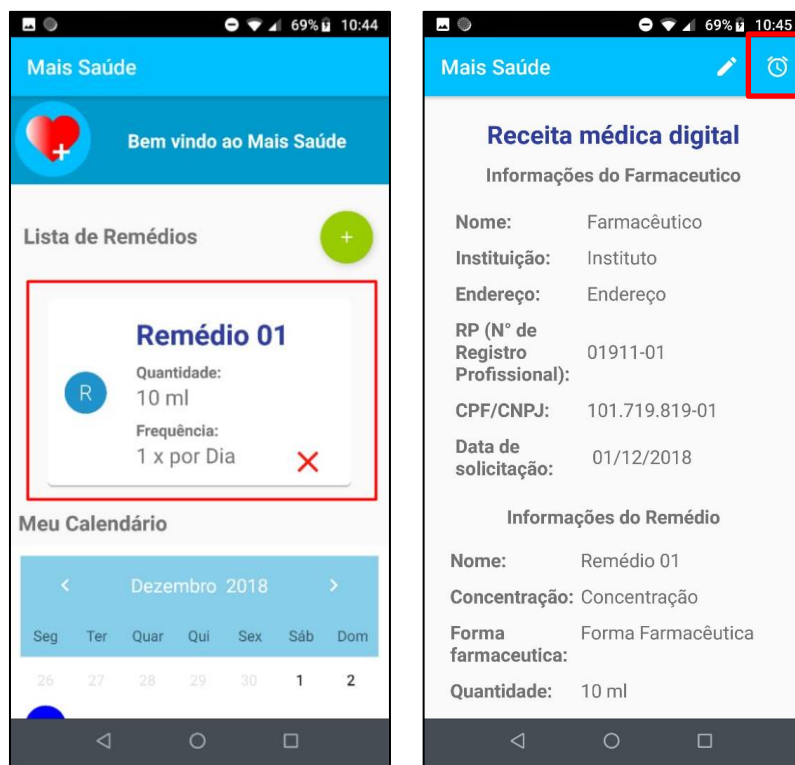 69% 10:44
Mais Saúde
Bem vindo ao Mais Saúde
Lista de Remédios
+
Remédio 01
R
Quantidade:
10 ml
Frequência:
1 x por Dia
Meu Calendário
< Dezembro 2018 >
Seg Ter Quar Qui Sex Sáb Dom
26 27 28 29 30 1 2
69% 10:45
Mais Saúde
Receita médica digital
Informações do Farmaceutico
Nome: Farmacêutico
Instituição: Instituto
Endereço: Endereço
RP (N° de
Registro 01911-01
Profissional):
CPF/CNPJ: 101.719.819-01
Data de
solicitação: 01/12/2018
Informações do Remédio
Nome: Remédio 01
Concentração: Concentração
Forma Forma Farmacêutica
farmaceutica:
Quantidade: 10 ml